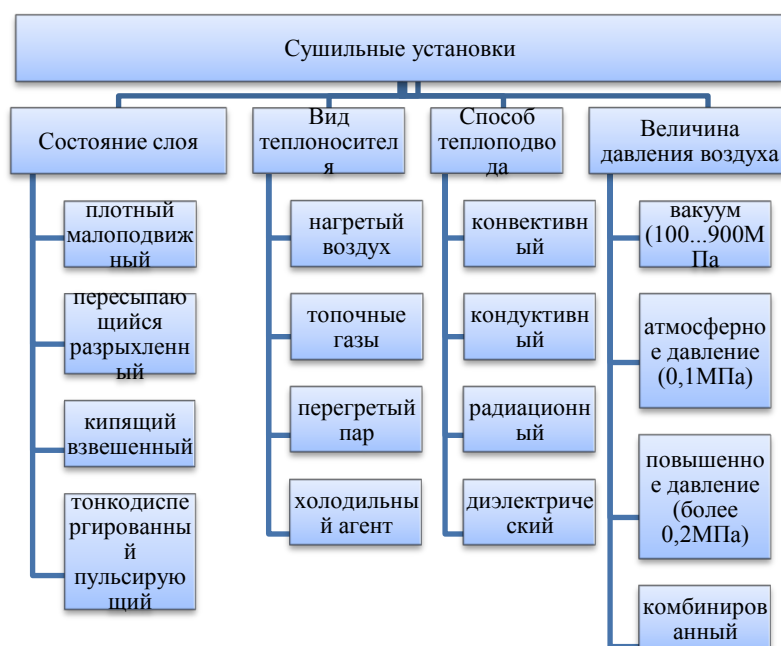 Сушильные установки
Состояние слоя
плотный
малоподвиж
ный
пересыпаю
щийся
разрыхлен
ный
кипящий
взвешенный
тонкодиспе
ргированны
й
пульсирую
щий
Вид
теплоносител
я
нагретый
воздух
топочные
газы
перегретый
пар
холодильны
й агент
Способ
теплоподво
да
конвективн
ый
кондуктивн
ый
радиационн
ый
диэлектриче
ский
Величина
давления воздуха
вакуум
(100...900М
Па
атмосферно
е давление
(0,1МПа)
повышенно
е давление
(более
0,2МПа)
комбиниров
анный